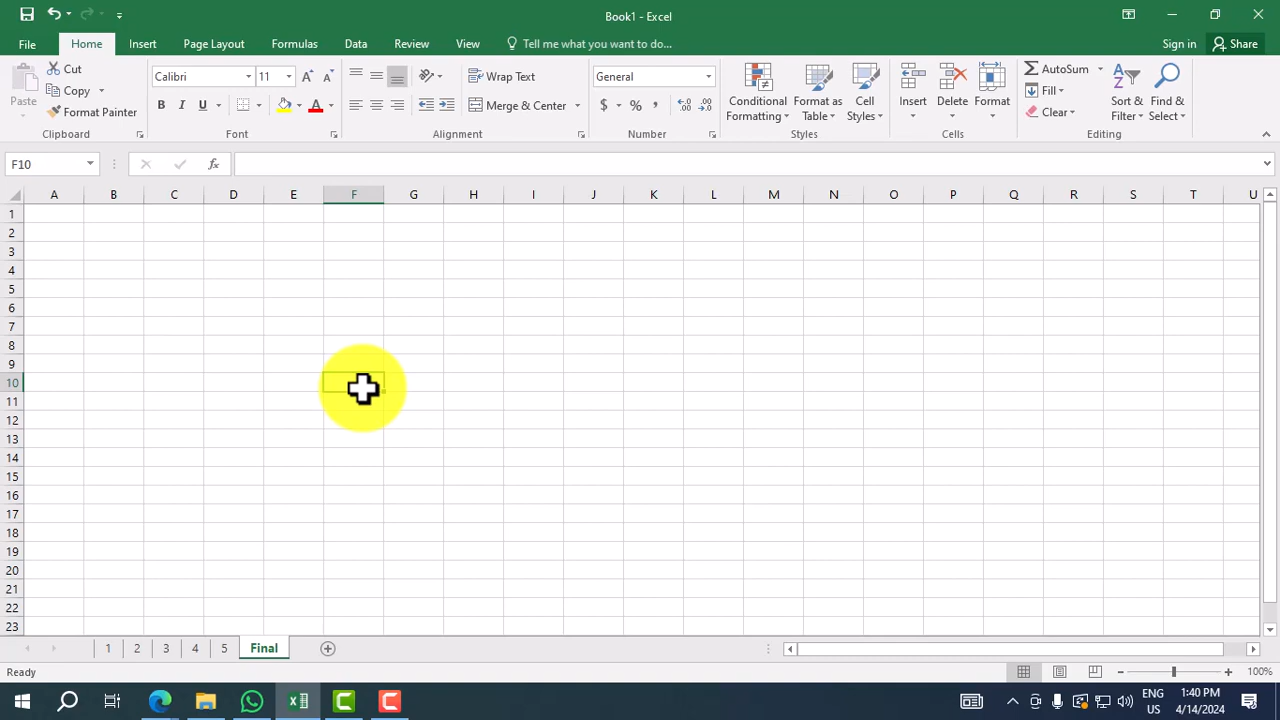 Book1 - Excel
File Home Insert Page Layout Formulas Data Review View Tell me what you want to do... Sign in Share
Paste
Cut
Copy
Format Painter
Clipboard
Calibri 11
B I U
Font
Wrap Text
Merge & Center
Alignment
General
$ % ,
Number
Conditional Formatting
Format as Table
Cell Styles
Styles
Insert Delete Format
Cells
AutoSum
Fill
Clear
Sort & Filter
Find & Select
Editing
F10 fx
A B C D E F G H I J K L M N O P Q R S T U
1
2
3
4
5
6
7
8
9
10
11
12
13
14
15
16
17
18
19
20
21
22
23
1 2 3 4 5 Final
Ready 100%
ENG US
1:40 PM
4/14/2024